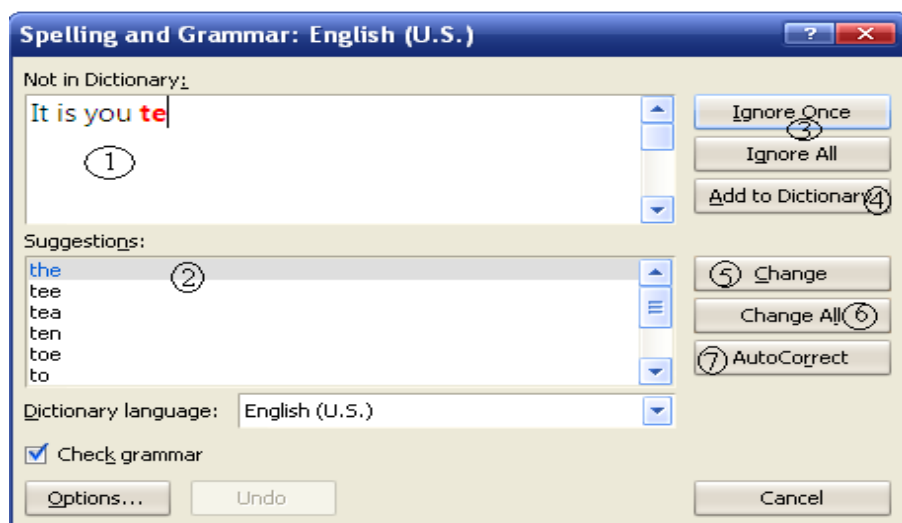 Spelling and Grammar: English (U.S.)
Not in Dictionary:
It is you te
①
Ignore Once
③
Ignore All
Add to Dictionary ④
Suggestions:
the
②
tee
tea
ten
toe
to
⑤ Change
Change All ⑥
⑦ AutoCorrect
Dictionary language: English (U.S.)
Check grammar
Options... Undo Cancel